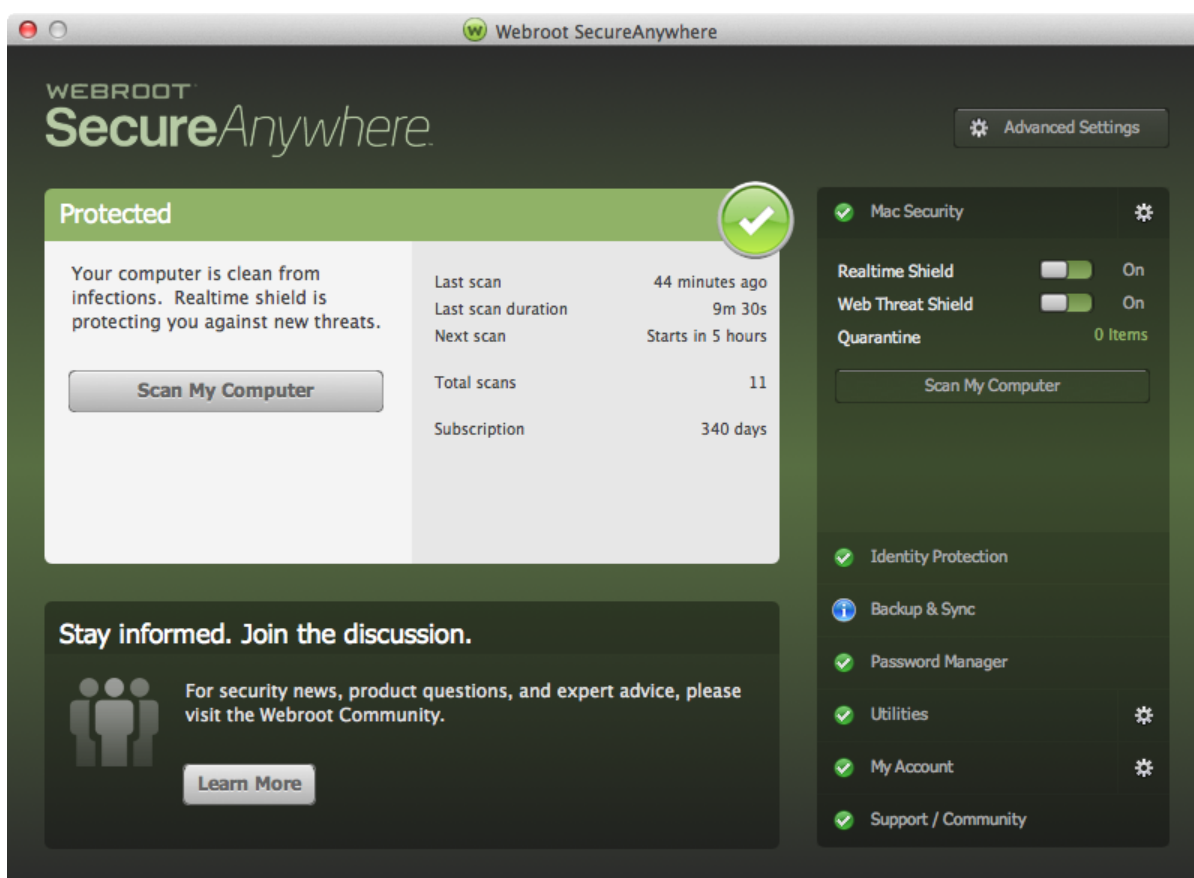 Webroot SecureAnywhere
WEBROOT
SecureAnywhere.
Advanced Settings
Protected
Your computer is clean from
infections. Realtime shield is
protecting you against new threats.
Scan My Computer
Last scan 44 minutes ago
Last scan duration 9m 30s
Next scan Starts in 5 hours
Total scans 11
Subscription 340 days
Mac Security
Realtime Shield On
Web Threat Shield On
Quarantine 0 Items
Scan My Computer
Identity Protection
Backup & Sync
Password Manager
Utilities
My Account
Support / Community
Stay informed. Join the discussion.
For security news, product questions, and expert advice, please
visit the Webroot Community.
Learn More